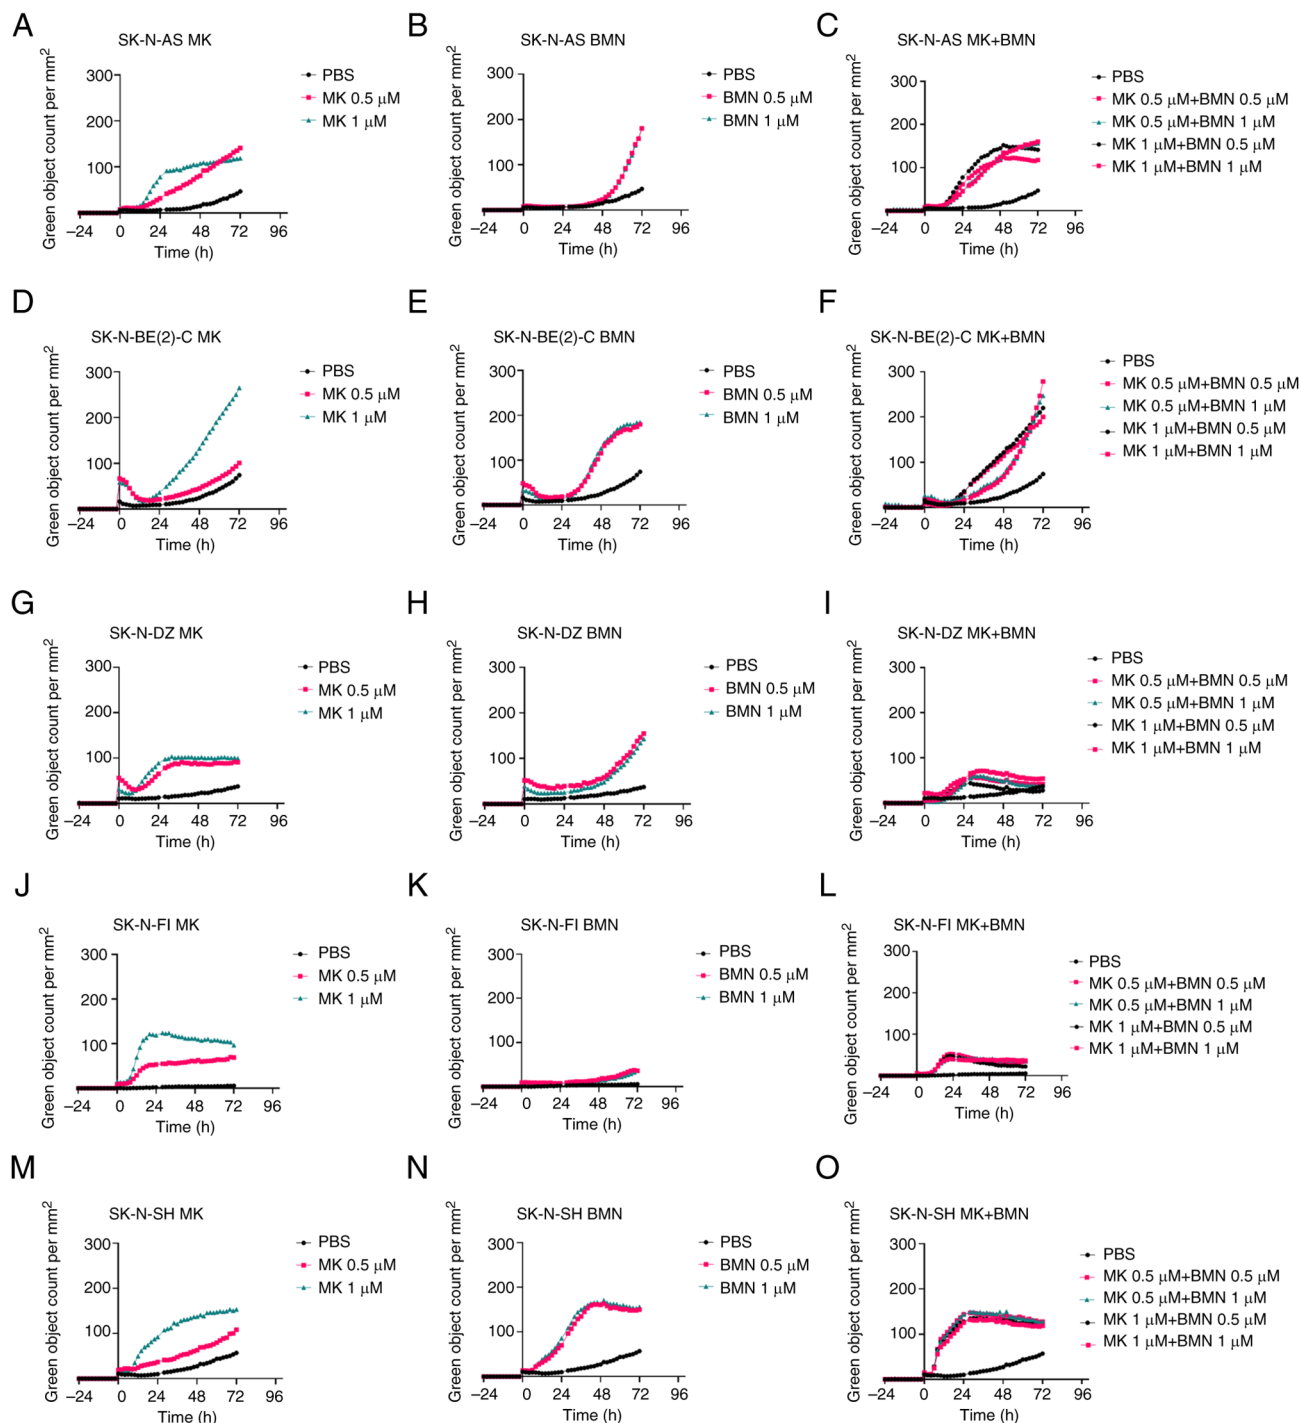 A
SK-N-AS MK
Green object count per mm2
300
200
100
–24 0 24 48 72 96
Time (h)
PBS
MK 0.5 μM
MK 1 μM
B
SK-N-AS BMN
Green object count per mm2
300
200
100
–24 0 24 48 72 96
Time (h)
PBS
BMN 0.5 μM
BMN 1 μM
C
SK-N-AS MK+BMN
Green object count per mm2
300
200
100
–24 0 24 48 72 96
Time (h)
PBS
MK 0.5 μM+BMN 0.5 μM
MK 0.5 μM+BMN 1 μM
MK 1 μM+BMN 0.5 μM
MK 1 μM+BMN 1 μM
D
SK-N-BE(2)-C MK
Green object count per mm2
300
200
100
–24 0 24 48 72 96
Time (h)
PBS
MK 0.5 μM
MK 1 μM
E
SK-N-BE(2)-C BMN
Green object count per mm2
300
200
100
–24 0 24 48 72 96
Time (h)
PBS
BMN 0.5 μM
BMN 1 μM
F
SK-N-BE(2)-C MK+BMN
Green object count per mm2
300
200
100
–24 0 24 48 72 96
Time (h)
PBS
MK 0.5 μM+BMN 0.5 μM
MK 0.5 μM+BMN 1 μM
MK 1 μM+BMN 0.5 μM
MK 1 μM+BMN 1 μM
G
SK-N-DZ MK
Green object count per mm2
300
200
100
–24 0 24 48 72 96
Time (h)
PBS
MK 0.5 μM
MK 1 μM
H
SK-N-DZ BMN
Green object count per mm2
300
200
100
–24 0 24 48 72 96
Time (h)
PBS
BMN 0.5 μM
BMN 1 μM
I
SK-N-DZ MK+BMN
Green object count per mm2
300
200
100
–24 0 24 48 72 96
Time (h)
PBS
MK 0.5 μM+BMN 0.5 μM
MK 0.5 μM+BMN 1 μM
MK 1 μM+BMN 0.5 μM
MK 1 μM+BMN 1 μM
J
SK-N-FI MK
Green object count per mm2
300
200
100
–24 0 24 48 72 96
Time (h)
PBS
MK 0.5 μM
MK 1 μM
K
SK-N-FI BMN
Green object count per mm2
300
200
100
–24 0 24 48 72 96
Time (h)
PBS
BMN 0.5 μM
BMN 1 μM
L
SK-N-FI MK+BMN
Green object count per mm2
300
200
100
–24 0 24 48 72 96
Time (h)
PBS
MK 0.5 μM+BMN 0.5 μM
MK 0.5 μM+BMN 1 μM
MK 1 μM+BMN 0.5 μM
MK 1 μM+BMN 1 μM
M
SK-N-SH MK
Green object count per mm2
300
200
100
–24 0 24 48 72 96
Time (h)
PBS
MK 0.5 μM
MK 1 μM
N
SK-N-SH BMN
Green object count per mm2
300
200
100
–24 0 24 48 72 96
Time (h)
PBS
BMN 0.5 μM
BMN 1 μM
O
SK-N-SH MK+BMN
Green object count per mm2
300
200
100
–24 0 24 48 72 96
Time (h)
PBS
MK 0.5 μM+BMN 0.5 μM
MK 0.5 μM+BMN 1 μM
MK 1 μM+BMN 0.5 μM
MK 1 μM+BMN 1 μM